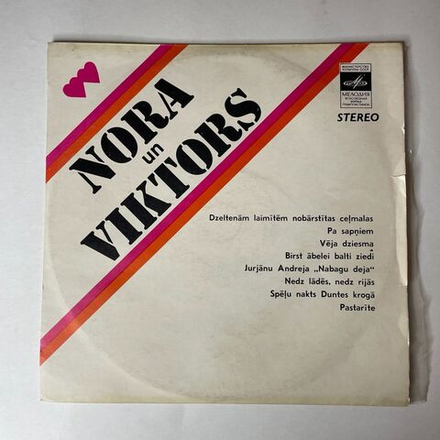 NORA
un
VIKTORS
МЕЛОДИЯ
STEREO
Dzeltenām laimītēm nobārstītas ceļmalas
Pa sapņiem
Vēja dziesma
Birst ābelei balti ziedi
Jurjānu Andreja „Nabagu deja"
Nedz lādēs, nedz rijās
Spēļu nakts Duntes krogā
Pastarīte